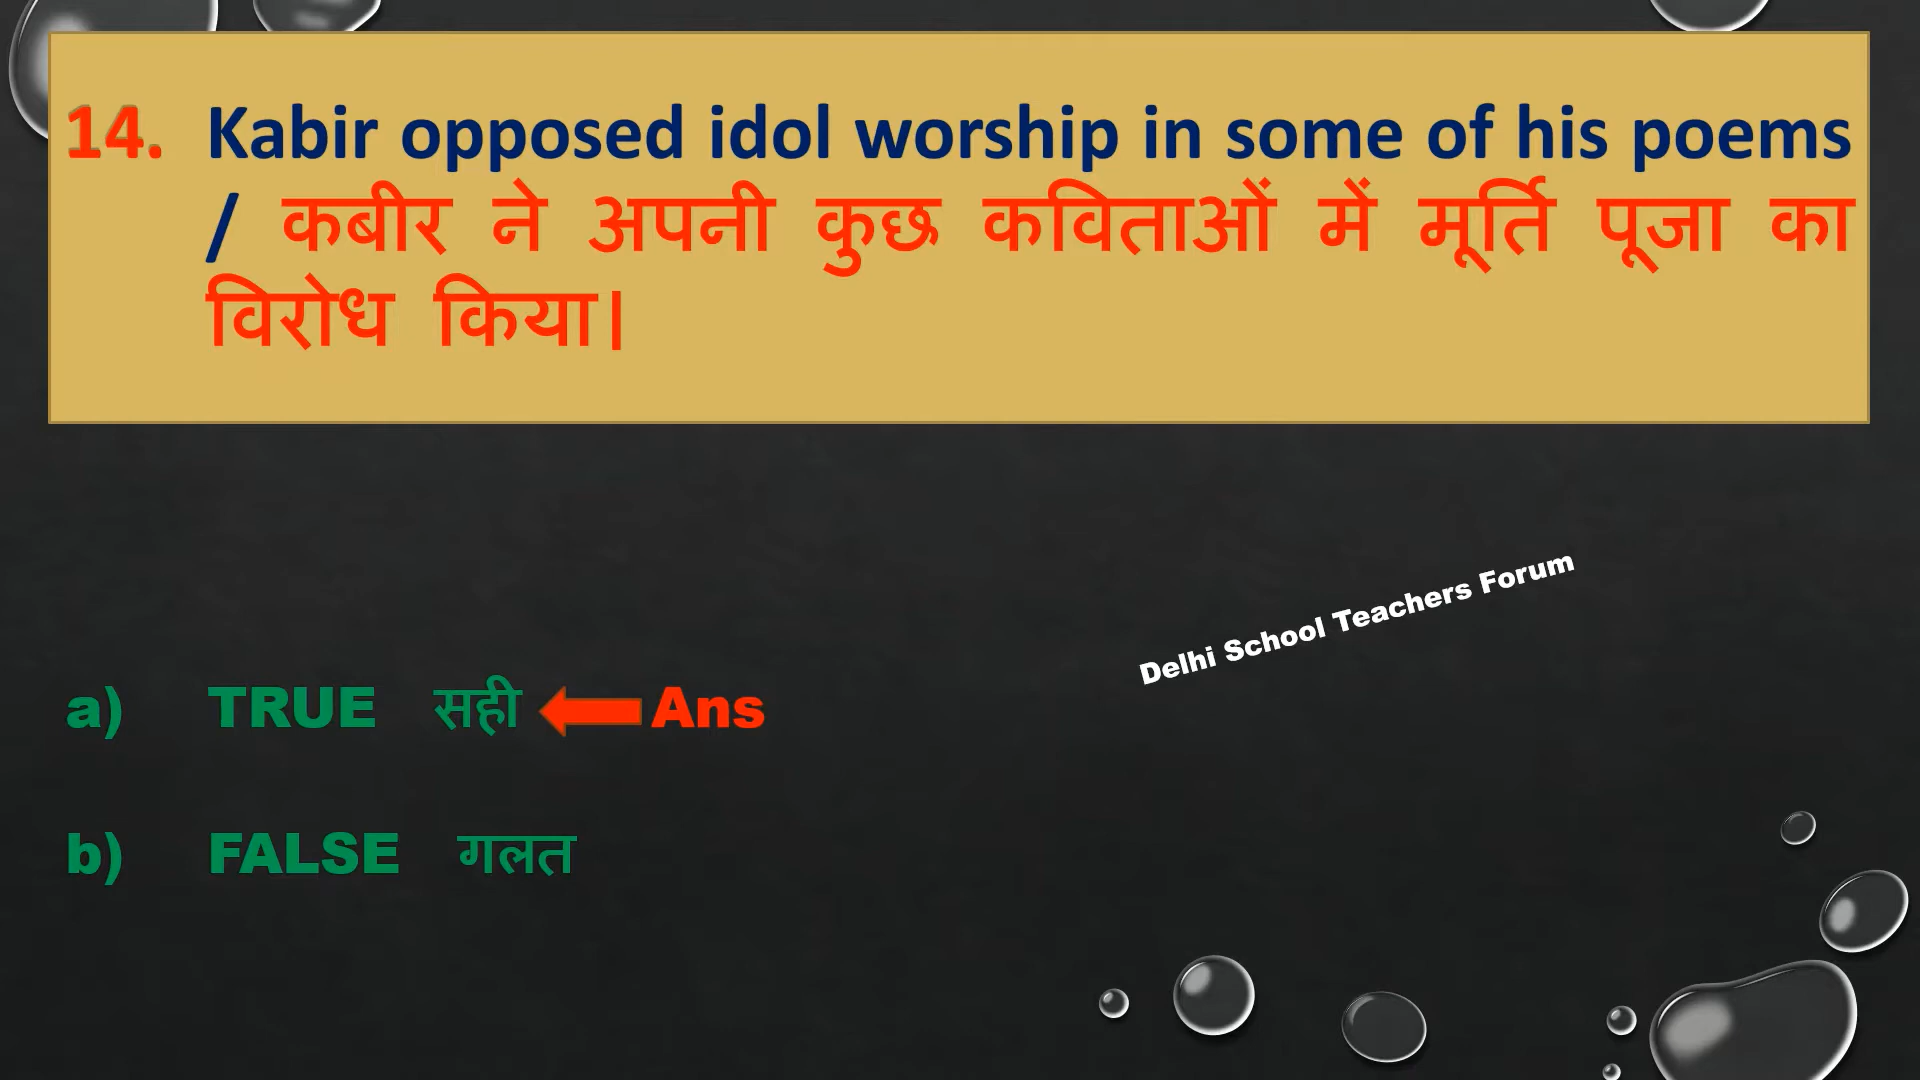 14. Kabir opposed idol worship in some of his poems
/ कबीर ने अपनी कुछ कविताओं में मूर्ति पूजा का
विरोध किया।
Delhi School Teachers Forum
a) TRUE सही Ans
b) FALSE गलत